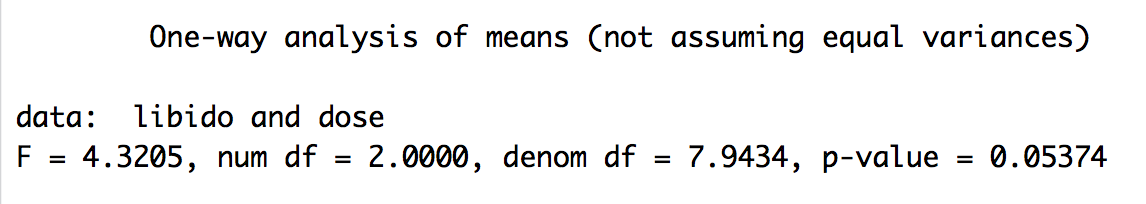 One-way analysis of means (not assuming equal variances)
data:  libido and dose
F = 4.3205, num df = 2.0000, denom df = 7.9434, p-value = 0.05374